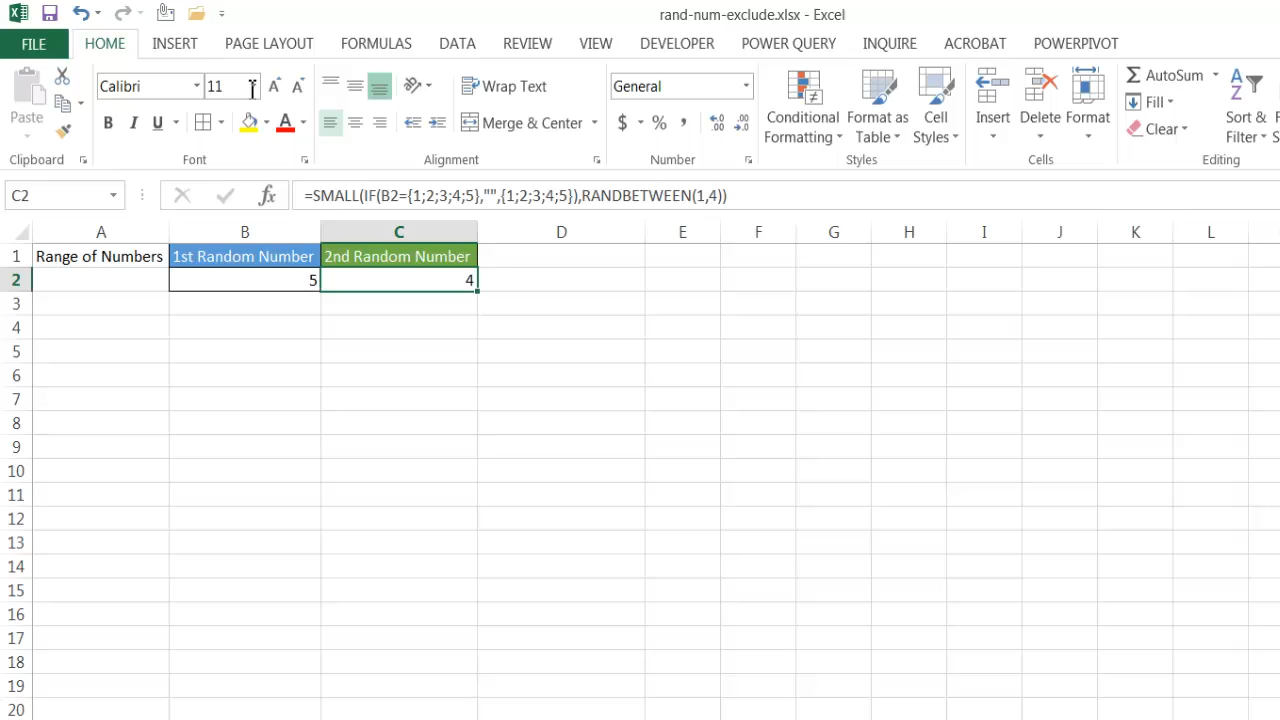 rand-num-exclude.xlsx - Excel
FILE HOME INSERT PAGE LAYOUT FORMULAS DATA REVIEW VIEW DEVELOPER POWER QUERY INQUIRE ACROBAT POWERPIVOT
Calibri 11 Wrap Text General AutoSum
Paste Conditional Format as Cell Insert Delete Format Fill Sort &
B I U Merge & Center $ % Formatting Table Styles Clear Filter
Clipboard Font Alignment Number Styles Cells Editing
C2 fx =SMALL(IF(B2={1;2;3;4;5},"",{1;2;3;4;5}),RANDBETWEEN(1,4))
A B C D E F G H I J K L
1 Range of Numbers 1st Random Number 2nd Random Number
2 5 4
3
4
5
6
7
8
9
10
11
12
13
14
15
16
17
18
19
20